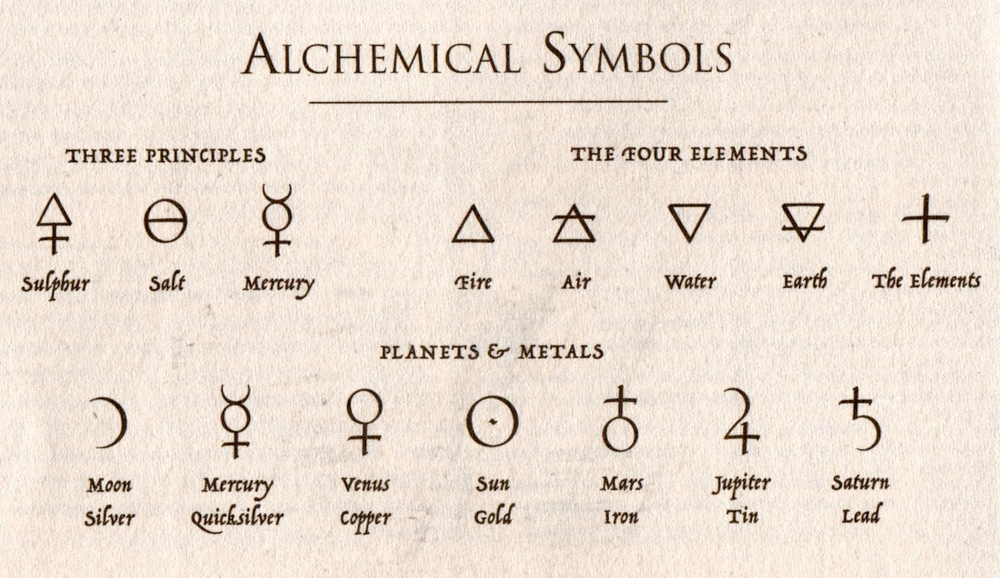 Alchemical Symbols
THREE PRINCIPLES
Sulphur Salt Mercury
THE FOUR ELEMENTS
Fire Air Water Earth The Elements
PLANETS & METALS
Moon Mercury Venus Sun Mars Jupiter Saturn
Silver Quicksilver Copper Gold Iron Tin Lead